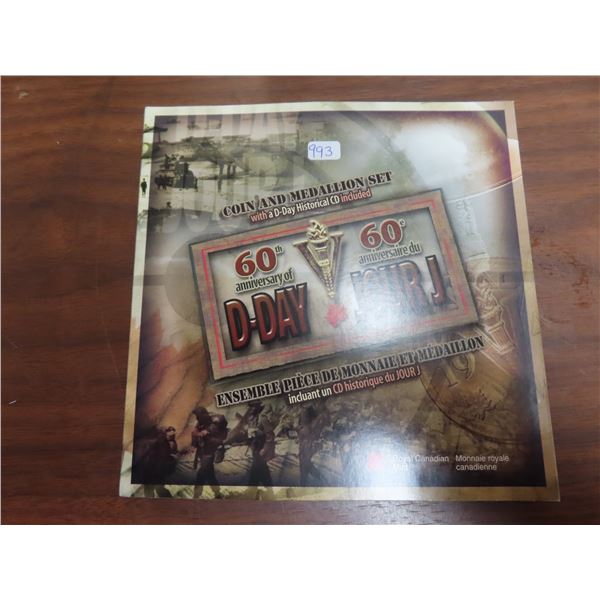 993
COIN AND MEDALLION SET
with a D-Day Historical CD included
60th
anniversary of
D-DAY
60e
anniversaire du
JOUR J
ENSEMBLE PIÈCE DE MONNAIE ET MÉDAILLON
incluant un CD historique du JOUR J
Royal Canadian
Mint
Monnaie royale
canadienne